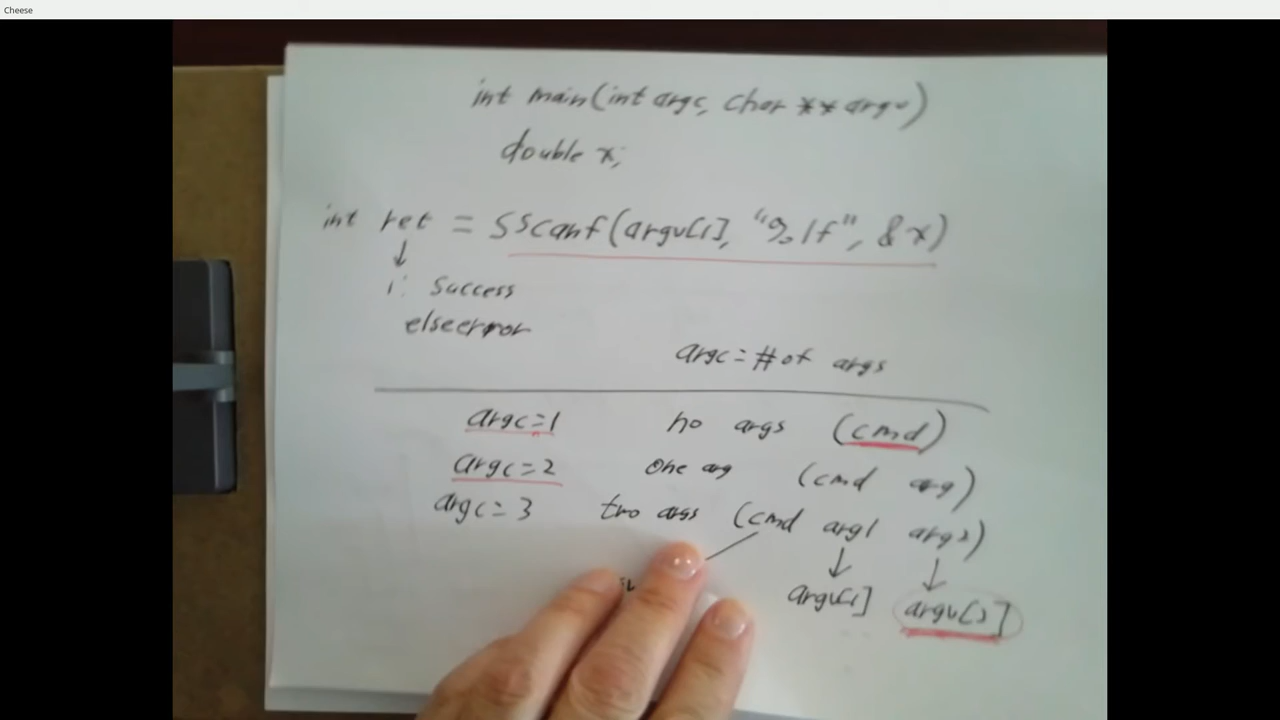 Cheese
int main(int argc, char ** argv)
double x;
int ret = sscanf(argv[1], "%lf", &x)
1: success
else error
argc = # of args
argc=1 no args (cmd)
argc=2 one arg (cmd arg)
argc=3 two args (cmd arg1 arg2)
argv[1] argv[2]